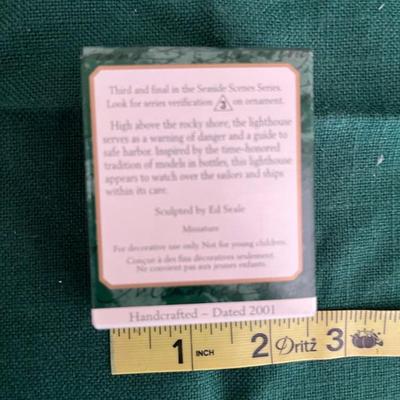 Third and final in the Seaside Scenes Series.
Look for series verification 3 on ornament.
High above the rocky shore, the lighthouse
serves as a warning of danger and a guide to
safe harbor. Inspired by the time-honored
tradition of models in bottles, this lighthouse
appears to watch over the sailors and ships
within its care.
Sculpted by Ed Seale
Miniature
For decorative use only. Not for young children.
Conçue à des fins décoratives seulement.
Ne convient pas aux jeunes enfants.
Handcrafted – Dated 2001
1 INCH 2 Dritz 3